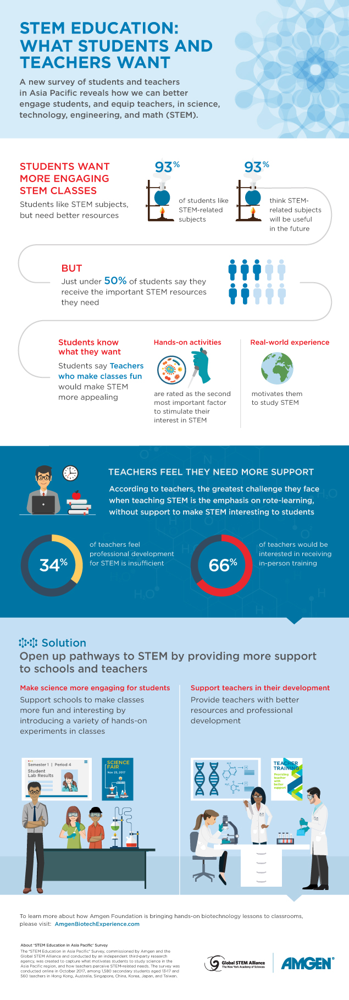 STEM EDUCATION:
WHAT STUDENTS AND
TEACHERS WANT
A new survey of students and teachers
in Asia Pacific reveals how we can better
engage students, and equip teachers, in science,
technology, engineering, and math (STEM).
STUDENTS WANT
MORE ENGAGING
STEM CLASSES
Students like STEM subjects,
but need better resources
93%
of students like
STEM-related
subjects
93%
think STEM-
related subjects
will be useful
in the future
BUT
Just under 50% of students say they
receive the important STEM resources
they need
Students know
what they want
Students say Teachers
who make classes fun
would make STEM
more appealing
Hands-on activities
are rated as the second
most important factor
to stimulate their
interest in STEM
Real-world experience
motivates them
to study STEM
TEACHERS FEEL THEY NEED MORE SUPPORT
According to teachers, the greatest challenge they face
when teaching STEM is the emphasis on rote-learning,
without support to make STEM interesting to students
34%
of teachers feel
professional development
for STEM is insufficient
66%
of teachers would be
interested in receiving
in-person training
Solution
Open up pathways to STEM by providing more support
to schools and teachers
Make science more engaging for students
Support schools to make classes
more fun and interesting by
introducing a variety of hands-on
experiments in classes
Support teachers in their development
Provide teachers with better
resources and professional
development
Semester 1 | Period 4
Student
Lab Results
SCIENCE
FAIR
Nov 23, 2017
TEACHER
TRAINING
Providing
teacher
with
better
support
To learn more about how Amgen Foundation is bringing hands-on biotechnology lessons to classrooms,
please visit: AmgenBiotechExperience.com
About "STEM Education in Asia Pacific" Survey
The "STEM Education in Asia Pacific" Survey, commissioned by Amgen and the
Global STEM Alliance and conducted by an independent third-party research
agency, was created to capture what motivates students to study science in the
Asia Pacific region, and how teachers perceive STEM-related needs. The survey was
conducted online in October 2017, among 1,580 secondary students aged 13-17 and
560 teachers in Hong Kong, Australia, Singapore, China, Korea, Japan, and Taiwan.
Global STEM Alliance
The New York Academy of Sciences
AMGEN®